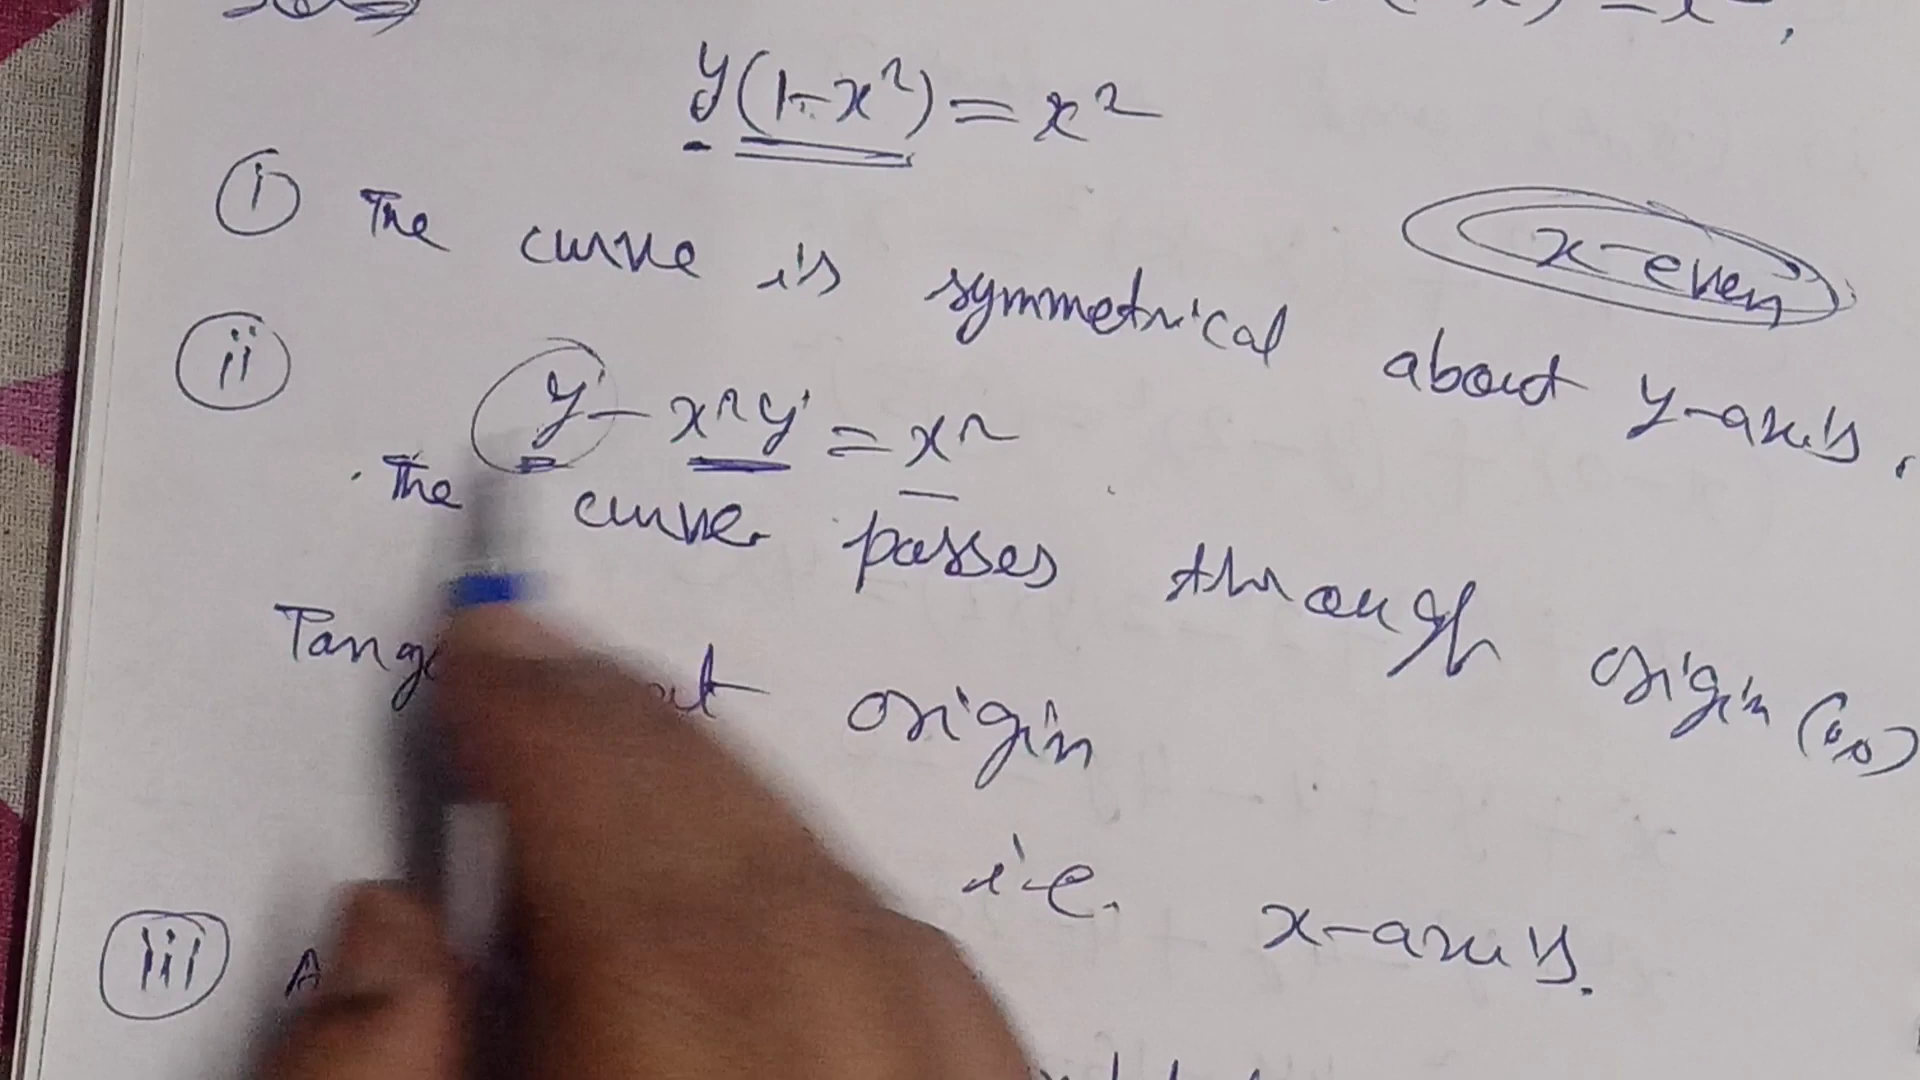 y(1-x²) = x²
x-even
(i) The curve is symmetrical about y-axis.
(ii) y - x²y = x²
The curve passes through origin (0,0)
at origin
i.e. x-axis.
(iii) A